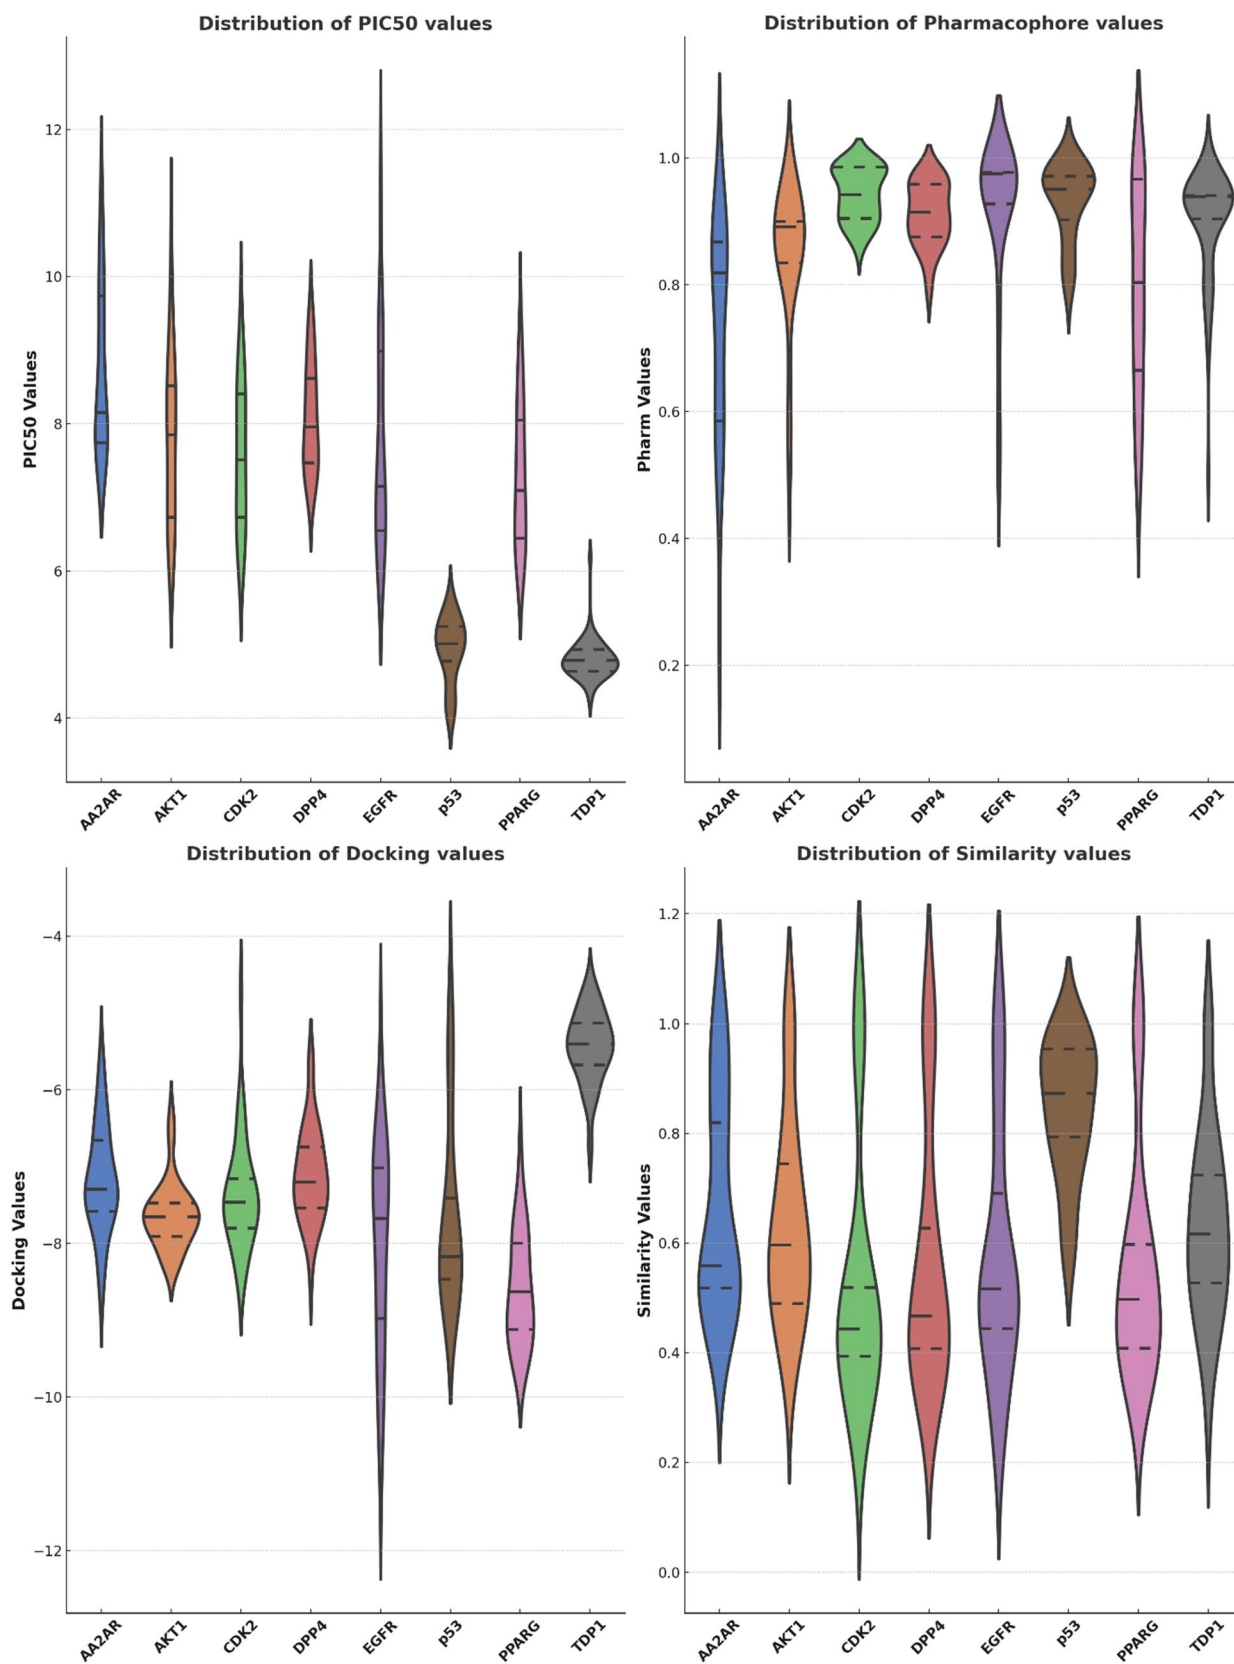 Distribution of PIC50 values
PIC50 Values
12
10
8
6
4
AA2AR
AKT1
CDK2
DPP4
EGFR
p53
PPARG
TDP1
Distribution of Pharmacophore values
Pharm Values
1.0
0.8
0.6
0.4
0.2
AA2AR
AKT1
CDK2
DPP4
EGFR
p53
PPARG
TDP1
Distribution of Docking values
Docking Values
−4
−6
−8
−10
−12
AA2AR
AKT1
CDK2
DPP4
EGFR
p53
PPARG
TDP1
Distribution of Similarity values
Similarity Values
1.2
1.0
0.8
0.6
0.4
0.2
0.0
AA2AR
AKT1
CDK2
DPP4
EGFR
p53
PPARG
TDP1